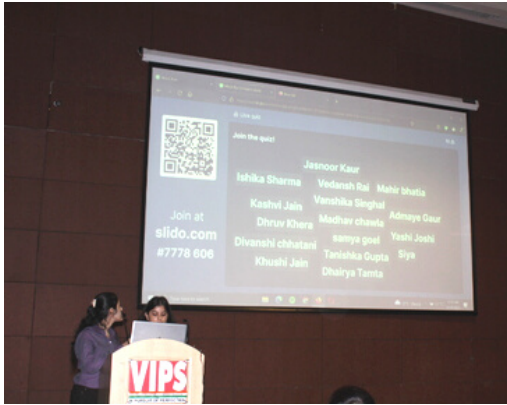 Join the quiz!
Jasnoor Kaur
Ishika Sharma Vedansh Rai Mahir bhatia
Kashvi Jain Vanshika Singhal
Dhruv Khera Madhav chawla Admaye Gaur
Divanshi chhatani samya goel Yashi Joshi
Khushi Jain Tanishka Gupta Siya
Dhairya Tamta
Join at
slido.com
#7778 606
VIPS